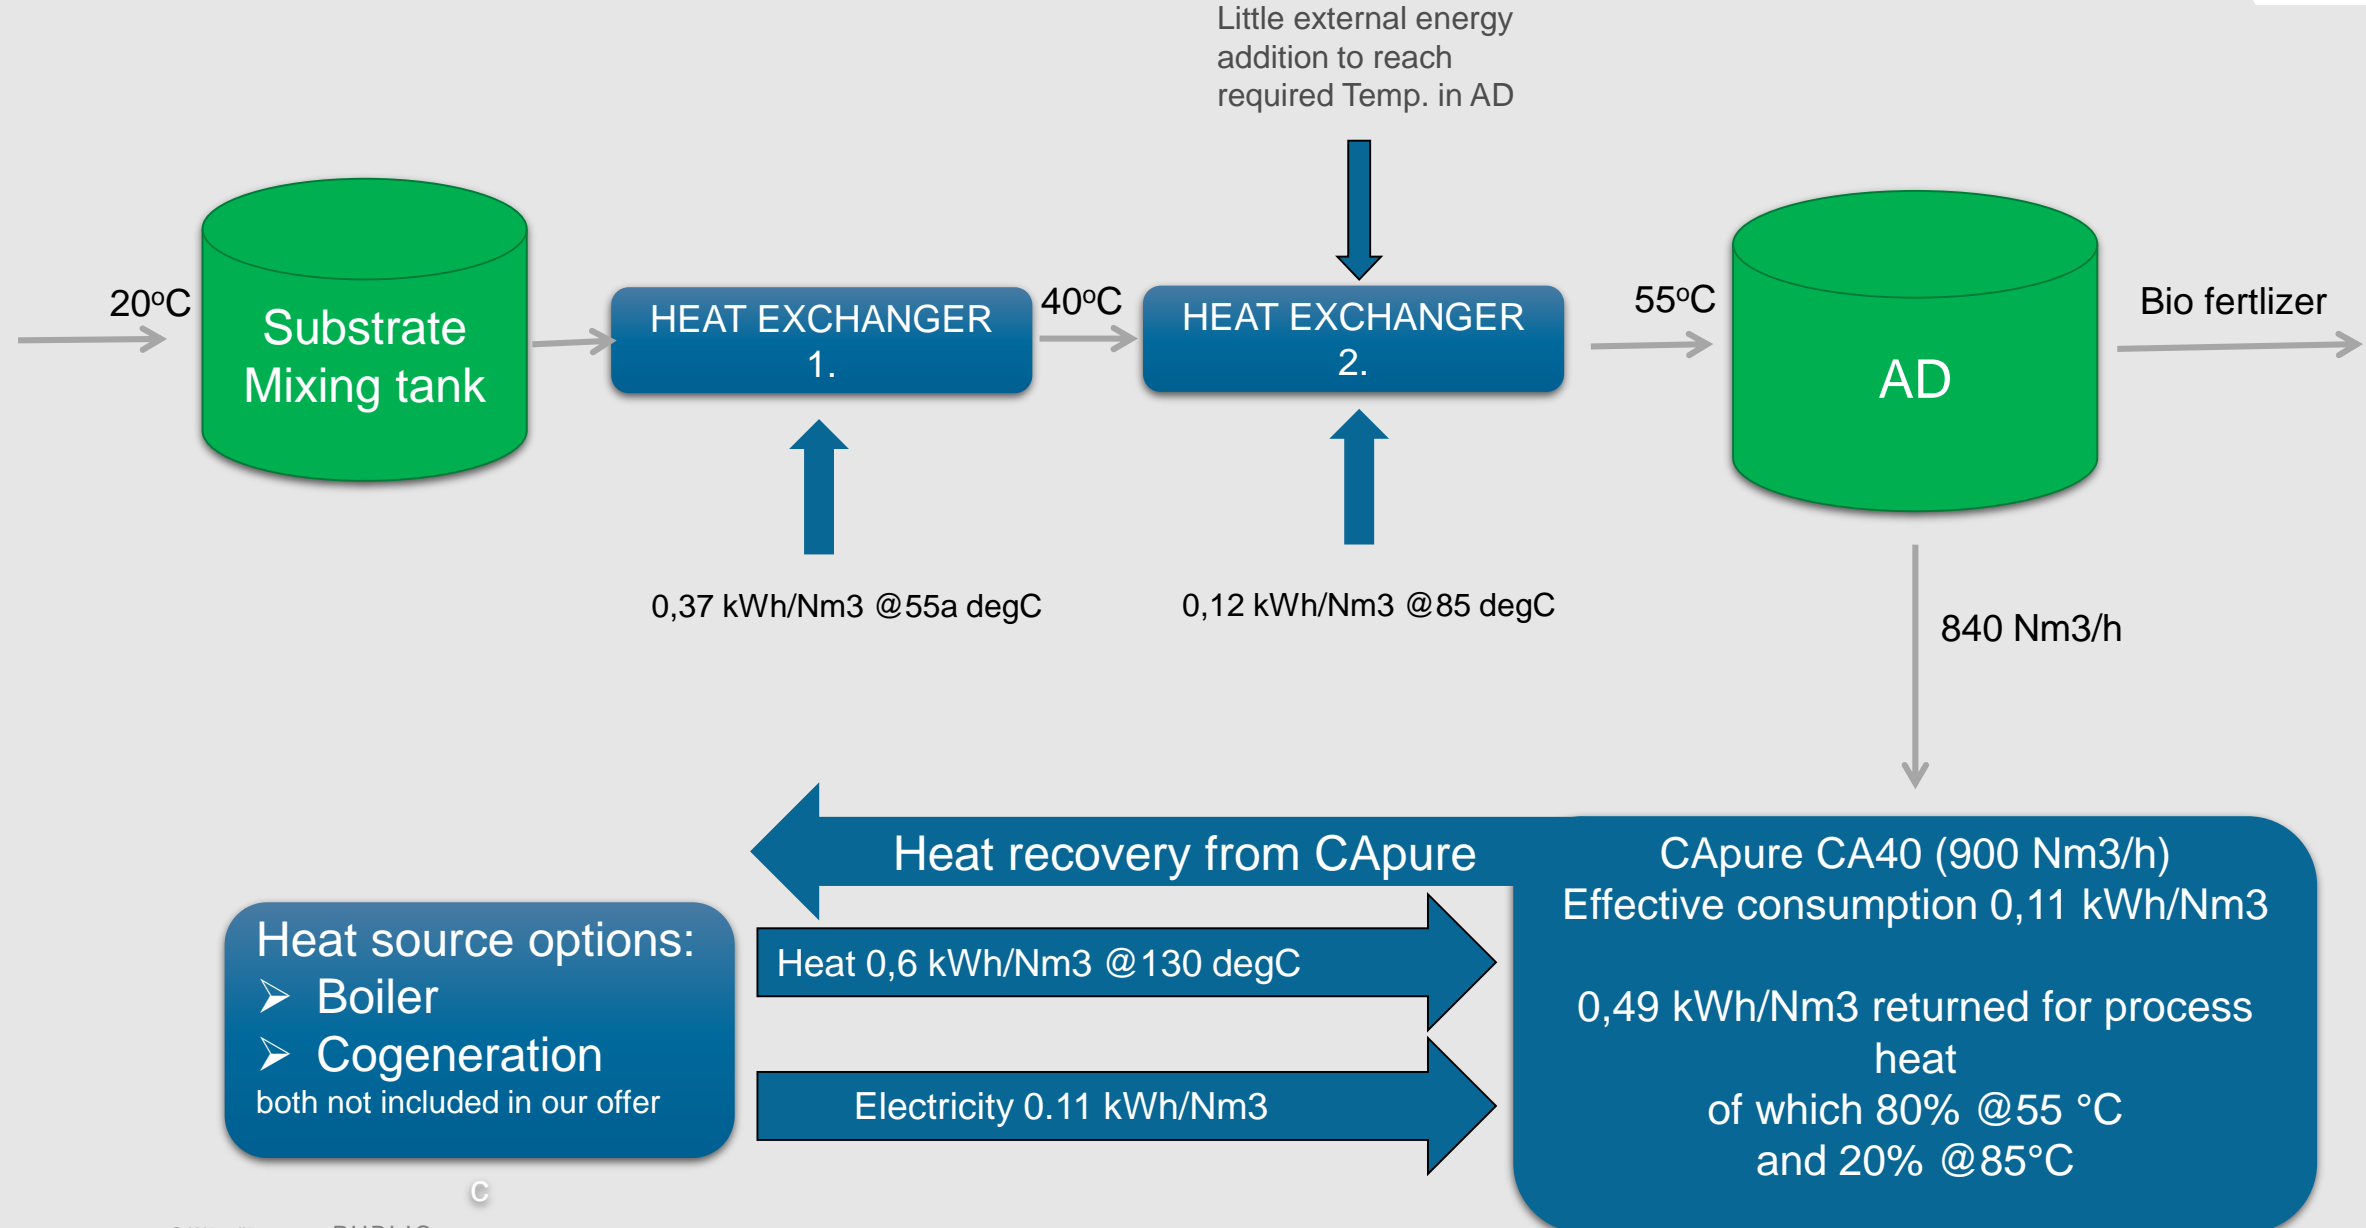 Little external energy
addition to reach
required Temp. in AD
20ºC
Substrate
Mixing tank
HEAT EXCHANGER
1.
40ºC
HEAT EXCHANGER
2.
55ºC
AD
Bio fertlizer
0,37 kWh/Nm3 @55a degC
0,12 kWh/Nm3 @85 degC
840 Nm3/h
Heat recovery from CApure
CApure CA40 (900 Nm3/h)
Effective consumption 0,11 kWh/Nm3
0,49 kWh/Nm3 returned for process
heat
of which 80% @55 °C
and 20% @85°C
Heat source options:
➢ Boiler
➢ Cogeneration
both not included in our offer
Heat 0,6 kWh/Nm3 @130 degC
Electricity 0.11 kWh/Nm3
c